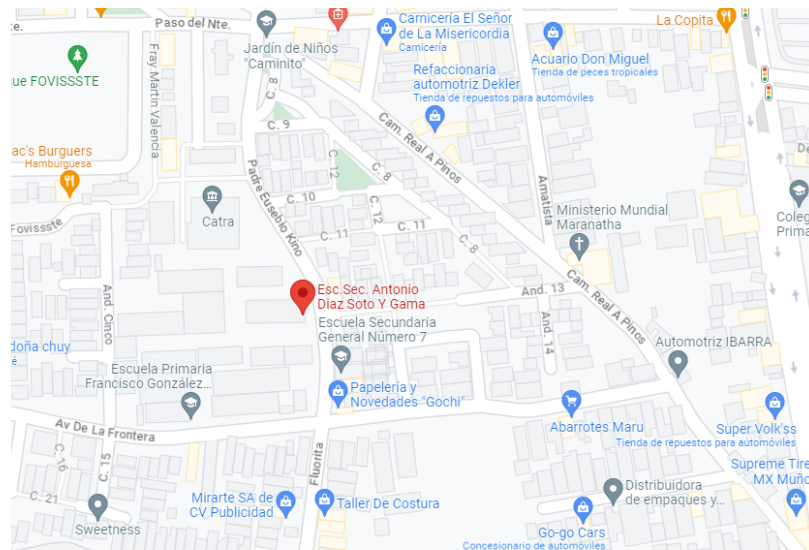 Paso del Nte.
te.
Jardín de Niños
"Caminito"
Carnicería El Señor
de La Misericordia
Carnicería
La Copita
Acuario Don Miguel
Tienda de peces tropicales
ue FOVISSSTE
Fray Martin Valencia
Refaccionaria
automotriz Dekler
Tienda de repuestos para automóviles
C. 8
C. 9
C. 12
C. 8
Cam. Real A Pinos
ac's Burguers
Hamburguesa
Padre Eusebio Kino
C. 10
Amatista
Catra
C. 12
C. 11
C. 11
C. 8
Ministerio Mundial
Maranatha
Coleg
Prima
De
Fovissste
Cam. Real A Pinos
Esc.Sec. Antonio
Diaz Soto Y Gama
And. 13
And. 14
And. Cinco
Escuela Secundaria
General Número 7
Automotriz IBARRA
doña chuy
é
Escuela Primaria
Francisco González...
Papelería y
Novedades "Gochi"
Av De La Frontera
Abarrotes Maru
Super Volk'ss
Tienda de repuestos para automóviles
C. 16
C. 15
Fluorita
C. 21
Mirarte SA de
CV.Publicidad
Taller De Costura
Distribuidora
de empaques y...
Supreme Tire
MX Muño
Sweetness
Go-go Cars
Concesionario de automóviles